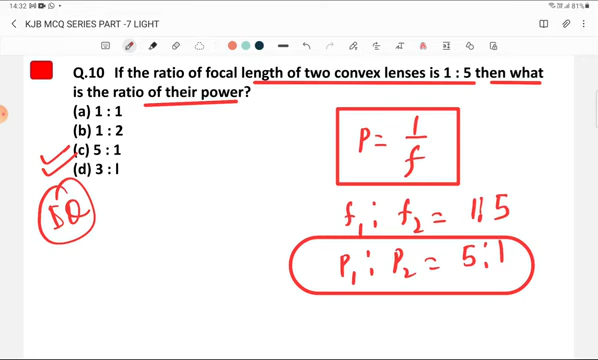 14:32
81%
KJB MCQ SERIES PART -7 LIGHT
Q.10 If the ratio of focal length of two convex lenses is 1 : 5 then what
is the ratio of their power?
(a) 1 : 1
(b) 1 : 2
(c) 5 : 1
(d) 3 : I
P = 1/f
f₁ : f₂ = 1:5
P₁ : P₂ = 5:1